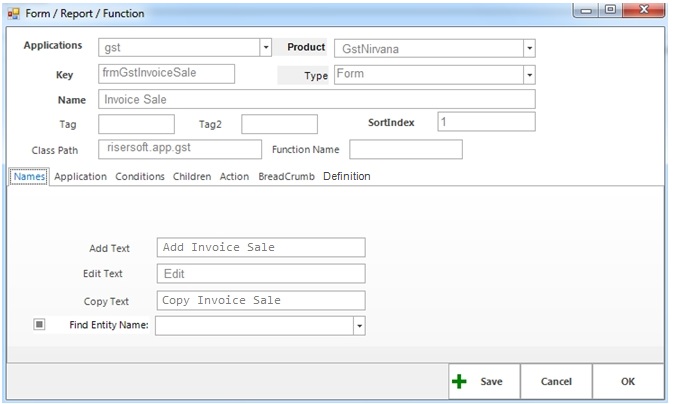 Form / Report / Function
Applications gst Product GstNirvana
Key frmGstInvoiceSale Type Form
Name Invoice Sale
Tag Tag2 SortIndex 1
Class Path risersoft.app.gst Function Name
Names Application Conditions Children Action BreadCrumb Definition
Add Text Add Invoice Sale
Edit Text Edit
Copy Text Copy Invoice Sale
Find Entity Name:
Save Cancel OK